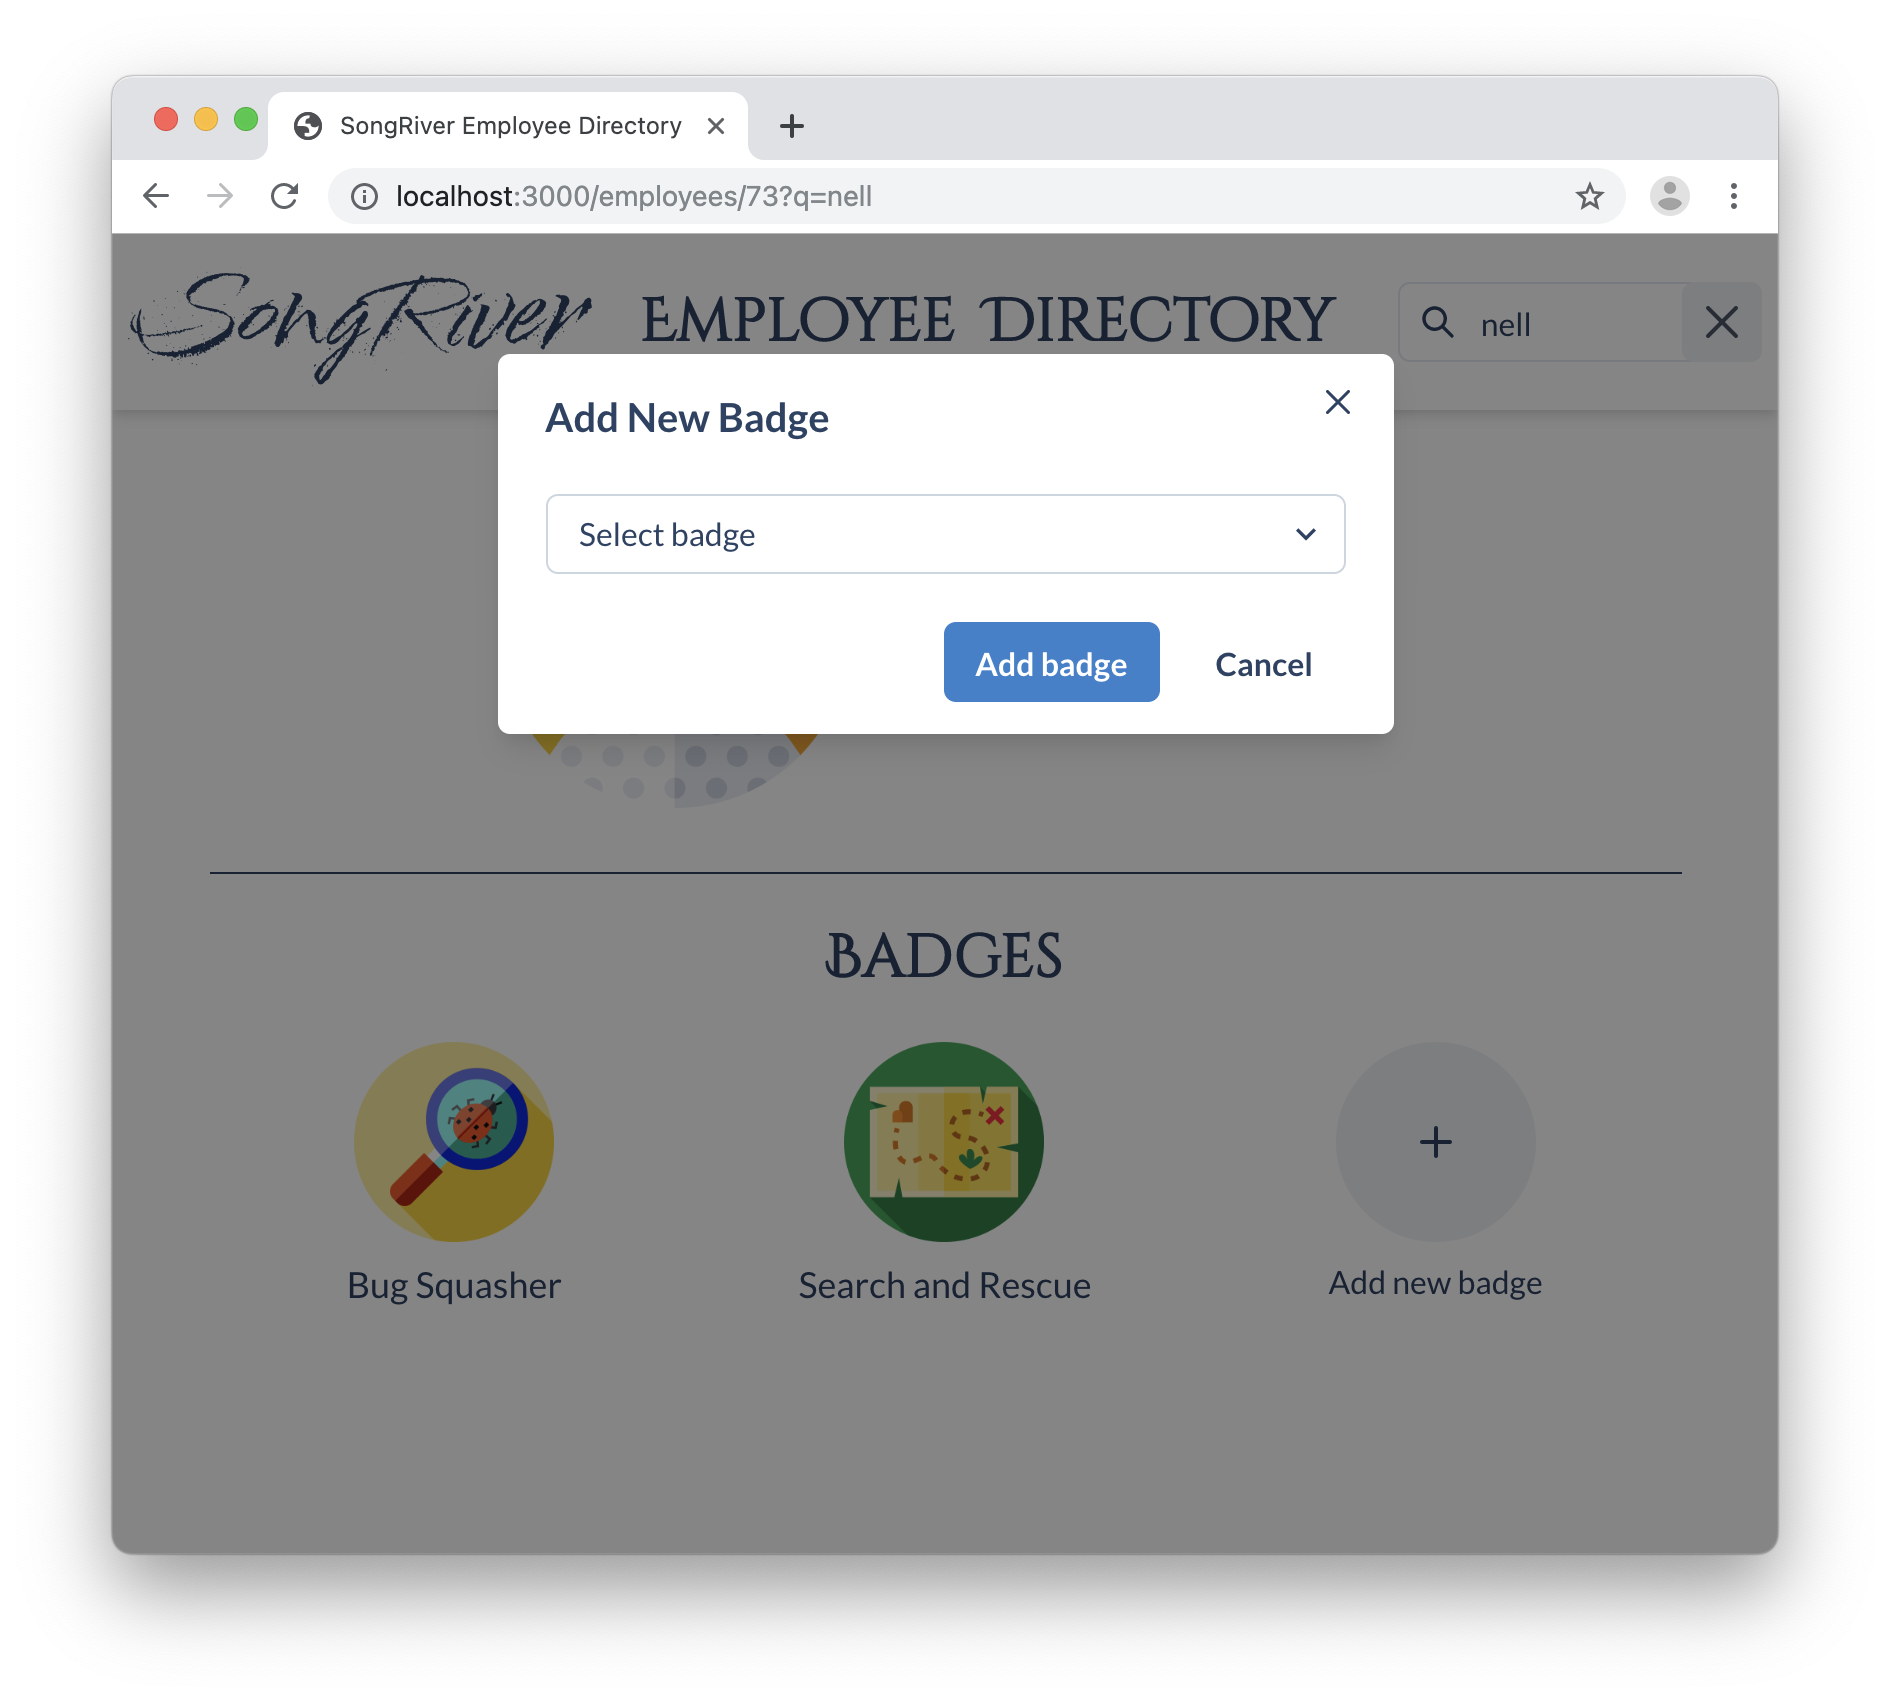 SongRiver Employee Directory
localhost:3000/employees/73?q=nell
SongRiver EMPLOYEE DIRECTORY nell
Add New Badge
Select badge
Add badge Cancel
BADGES
Bug Squasher Search and Rescue Add new badge